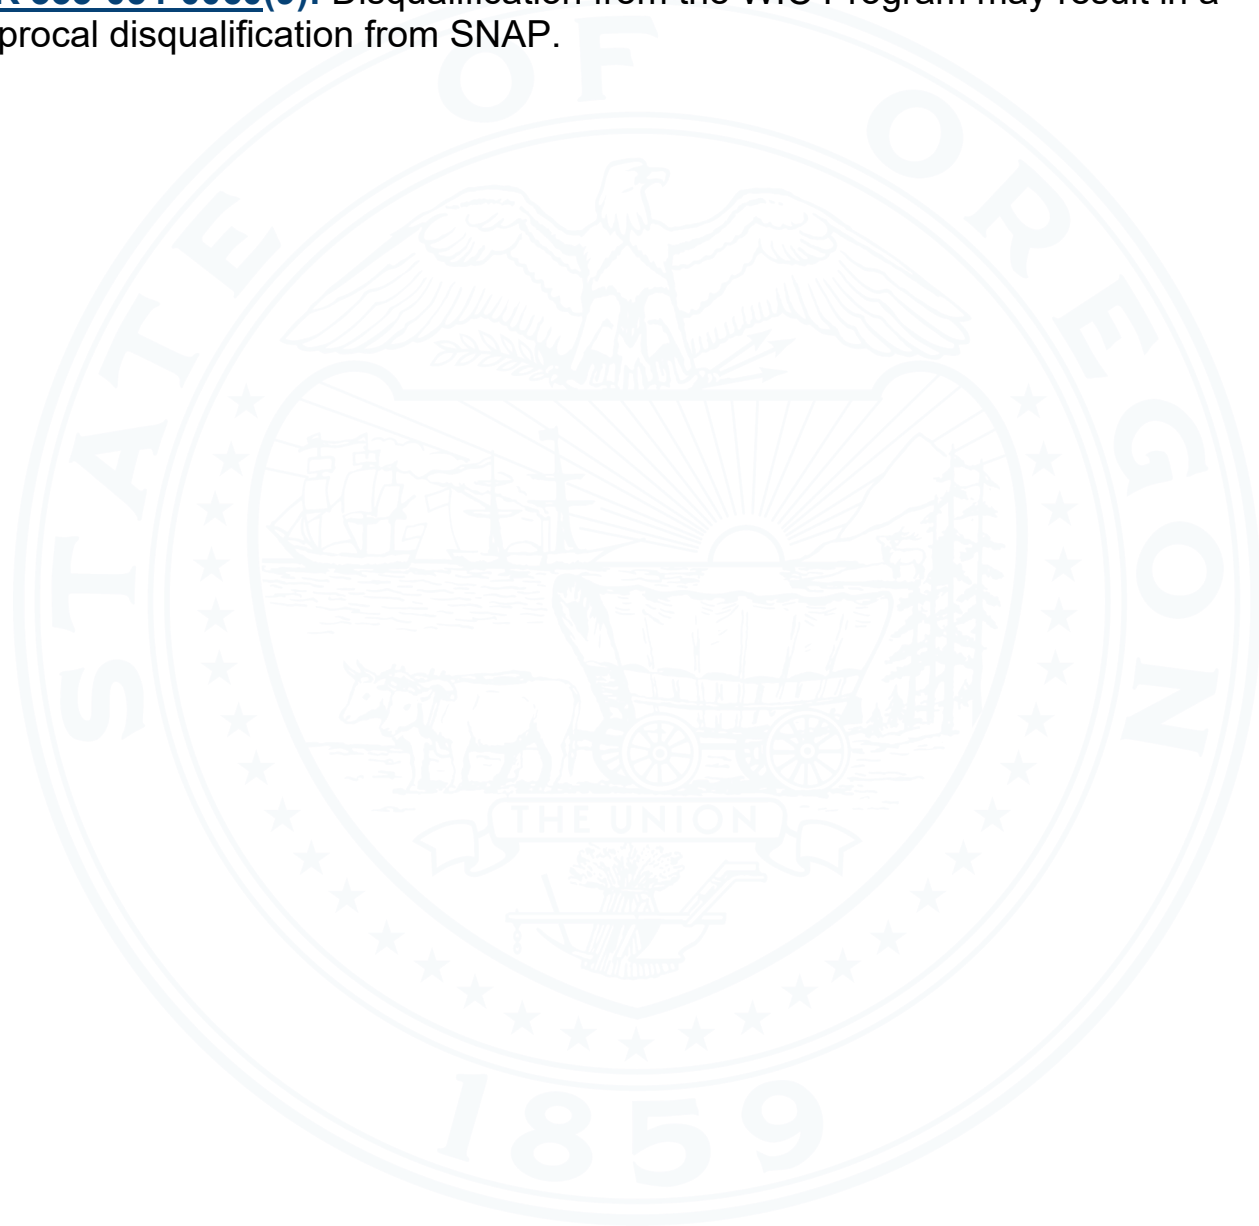 Disqualification from the WIC Program may result in a
procal disqualification from SNAP.
STATE OF OREGON
THE UNION
1859